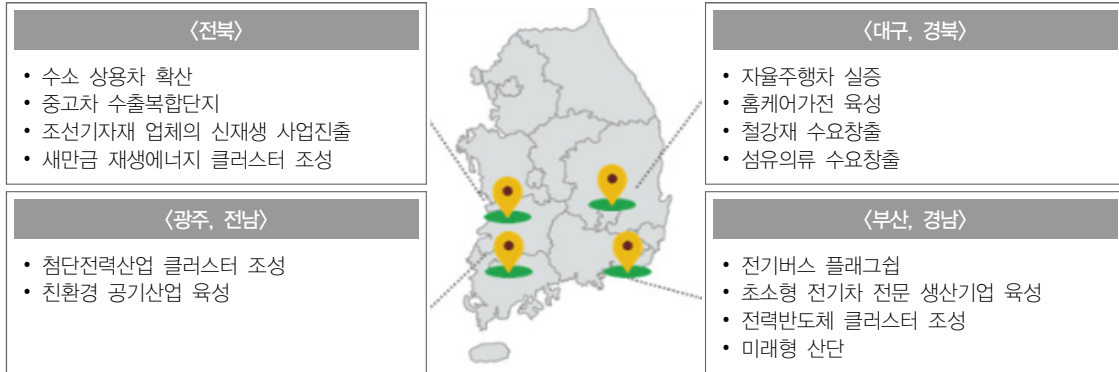 〈전북〉
• 수소 상용차 확산
• 중고차 수출복합단지
• 조선기자재 업체의 신재생 사업진출
• 새만금 재생에너지 클러스터 조성
〈대구, 경북〉
• 자율주행차 실증
• 홈케어가전 육성
• 철강재 수요창출
• 섬유의류 수요창출
〈광주, 전남〉
• 첨단전력산업 클러스터 조성
• 친환경 공기산업 육성
〈부산, 경남〉
• 전기버스 플래그쉽
• 초소형 전기차 전문 생산기업 육성
• 전력반도체 클러스터 조성
• 미래형 산단